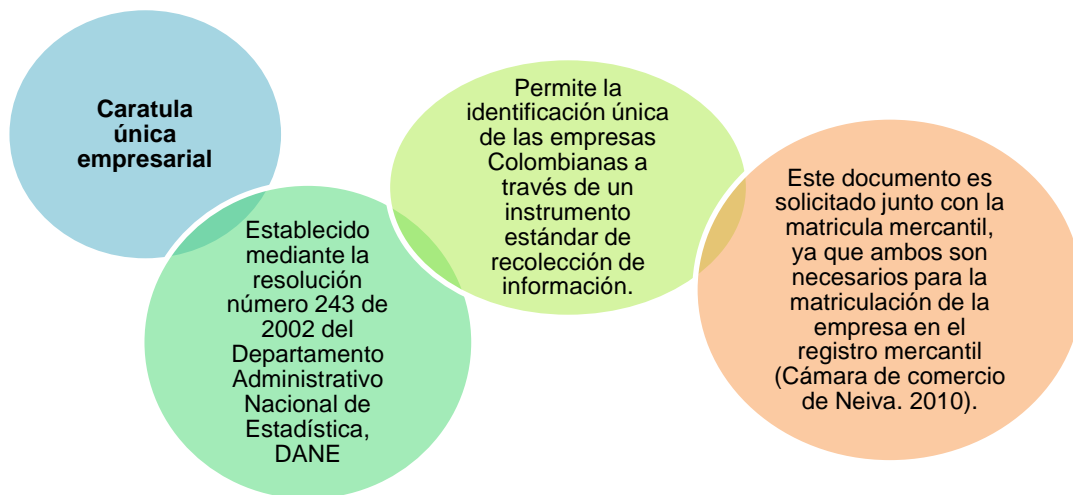 Caratula
única
empresarial
Establecido
mediante la
resolución
número 243 de
2002 del
Departamento
Administrativo
Nacional de
Estadística,
DANE
Permite la
identificación única
de las empresas
Colombianas a
través de un
instrumento
estándar de
recolección de
información.
Este documento es
solicitado junto con la
matricula mercantil,
ya que ambos son
necesarios para la
matriculación de la
empresa en el
registro mercantil
(Cámara de comercio
de Neiva. 2010).